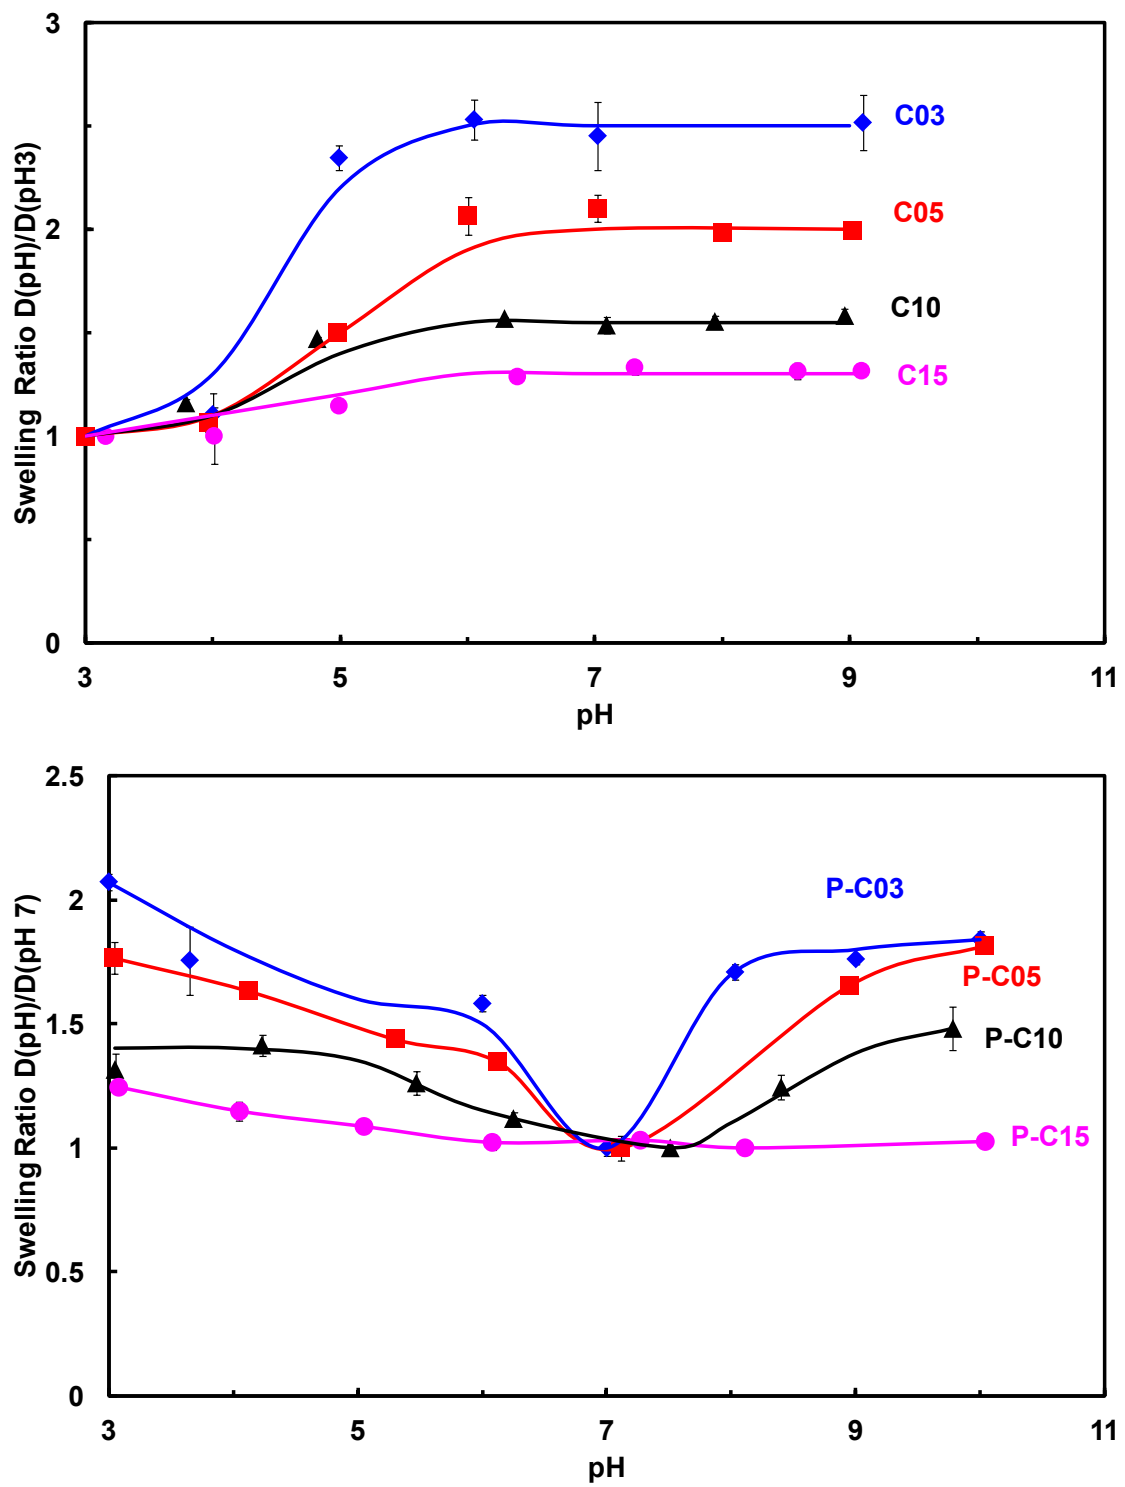 3
2
1
0
Swelling Ratio D(pH)/D(pH3)
C03
C05
C10
C15
3 5 7 9 11
pH
2.5
2
1.5
1
0.5
0
Swelling Ratio D(pH)/D(pH 7)
P-C03
P-C05
P-C10
P-C15
3 5 7 9 11
pH